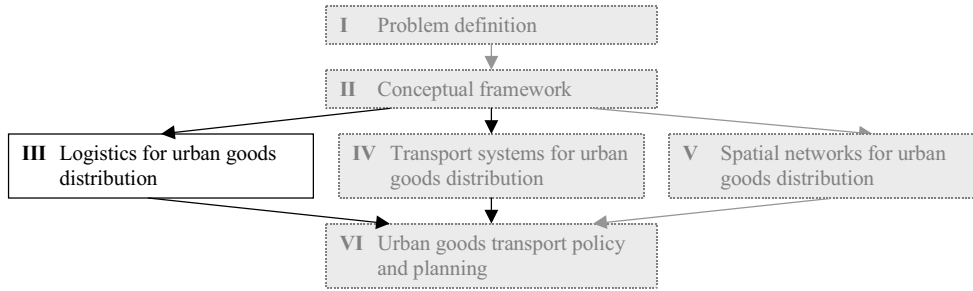 I Problem definition
II Conceptual framework
III Logistics for urban goods
distribution
IV Transport systems for urban
goods distribution
V Spatial networks for urban
goods distribution
VI Urban goods transport policy
and planning